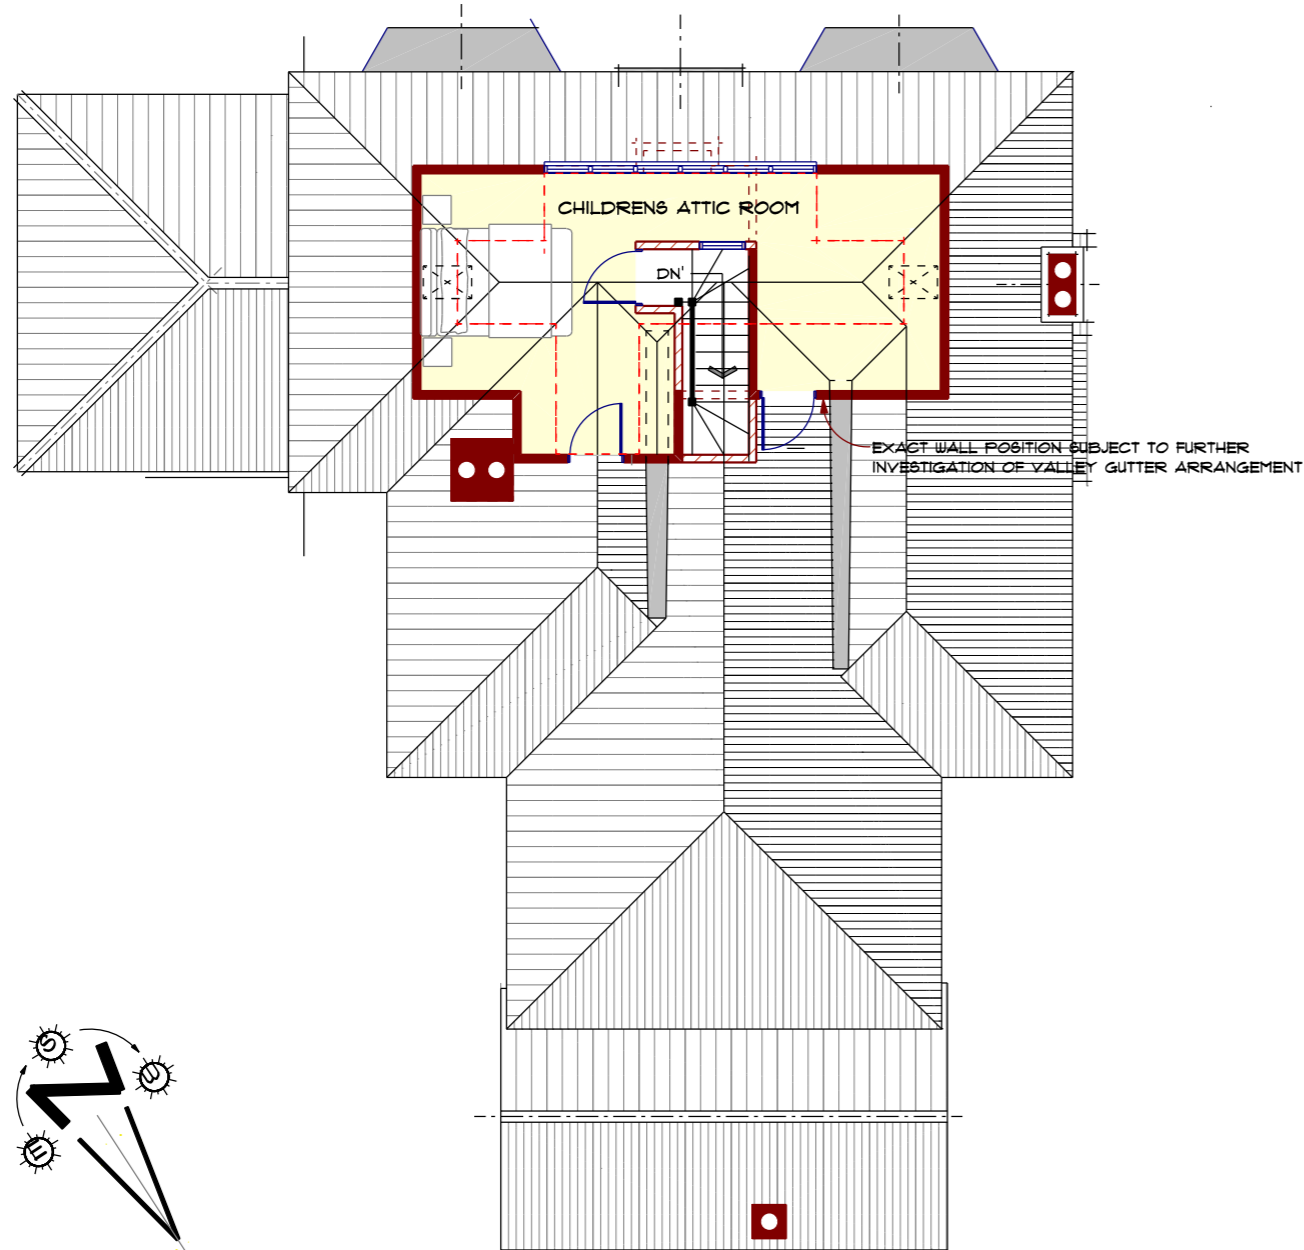 CHILDRENS ATTIC ROOM
DN'
EXACT WALL POSITION SUBJECT TO FURTHER
INVESTIGATION OF VALLEY GUTTER ARRANGEMENT
S
W
N
E